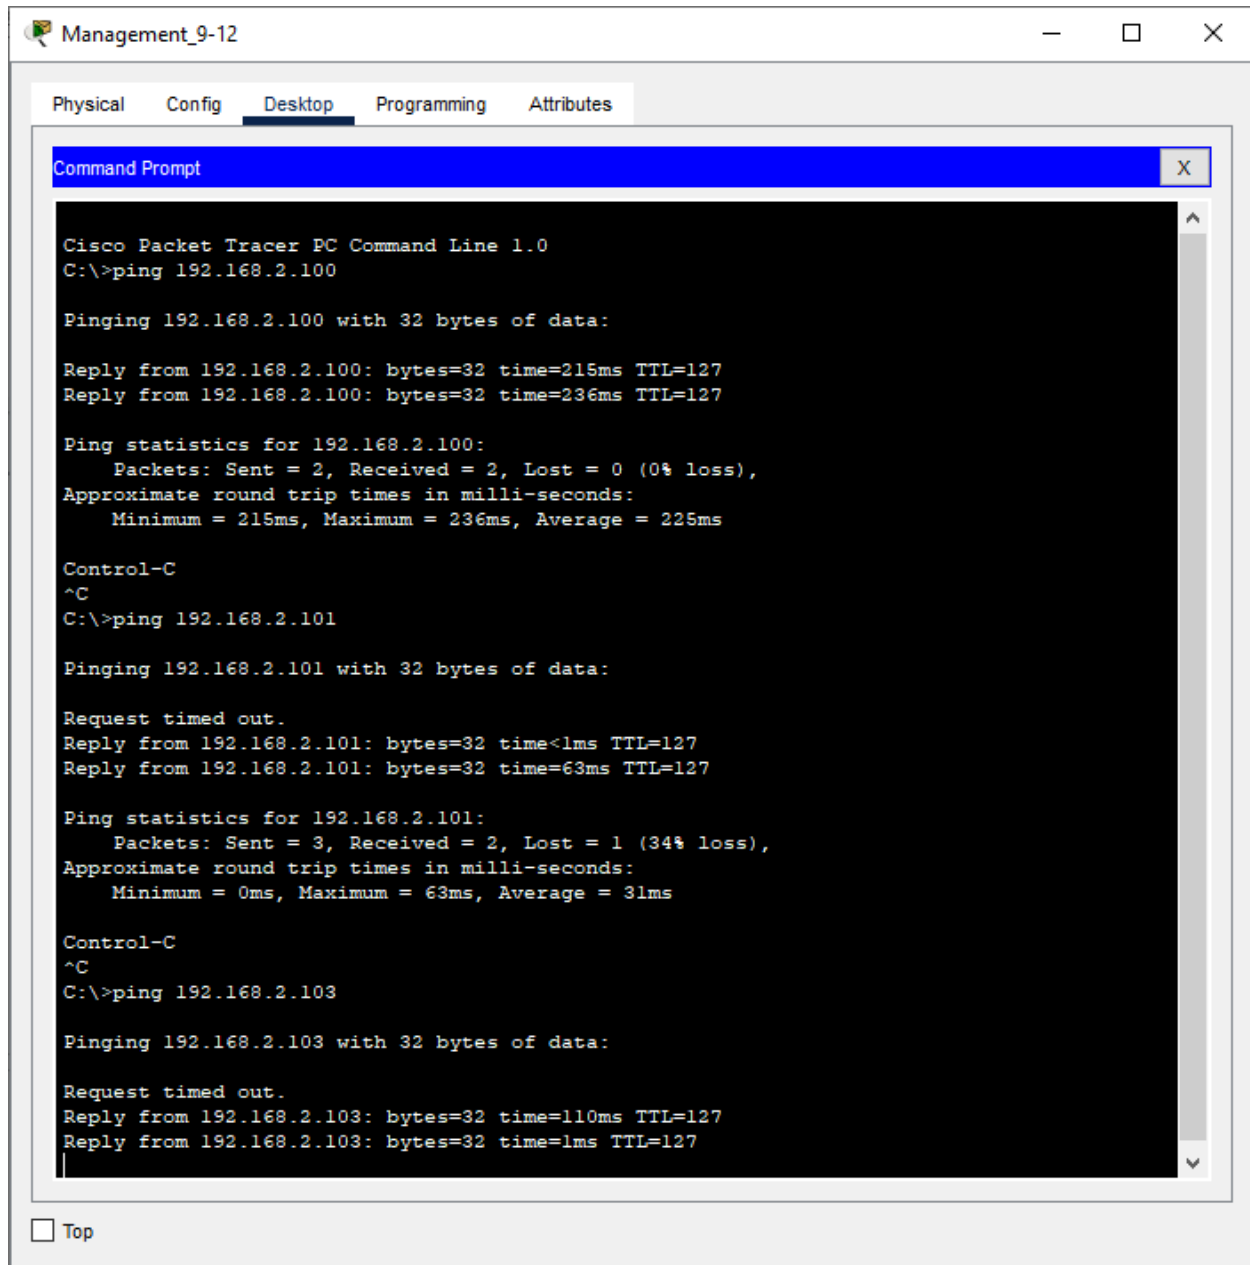 Management_9-12
Physical Config Desktop Programming Attributes
Command Prompt X
Cisco Packet Tracer PC Command Line 1.0
C:\>ping 192.168.2.100
Pinging 192.168.2.100 with 32 bytes of data:
Reply from 192.168.2.100: bytes=32 time=215ms TTL=127
Reply from 192.168.2.100: bytes=32 time=236ms TTL=127
Ping statistics for 192.168.2.100:
Packets: Sent = 2, Received = 2, Lost = 0 (0% loss),
Approximate round trip times in milli-seconds:
Minimum = 215ms, Maximum = 236ms, Average = 225ms
Control-C
^C
C:\>ping 192.168.2.101
Pinging 192.168.2.101 with 32 bytes of data:
Request timed out.
Reply from 192.168.2.101: bytes=32 time<1ms TTL=127
Reply from 192.168.2.101: bytes=32 time=63ms TTL=127
Ping statistics for 192.168.2.101:
Packets: Sent = 3, Received = 2, Lost = 1 (34% loss),
Approximate round trip times in milli-seconds:
Minimum = 0ms, Maximum = 63ms, Average = 31ms
Control-C
^C
C:\>ping 192.168.2.103
Pinging 192.168.2.103 with 32 bytes of data:
Request timed out.
Reply from 192.168.2.103: bytes=32 time=110ms TTL=127
Reply from 192.168.2.103: bytes=32 time=1ms TTL=127
Top